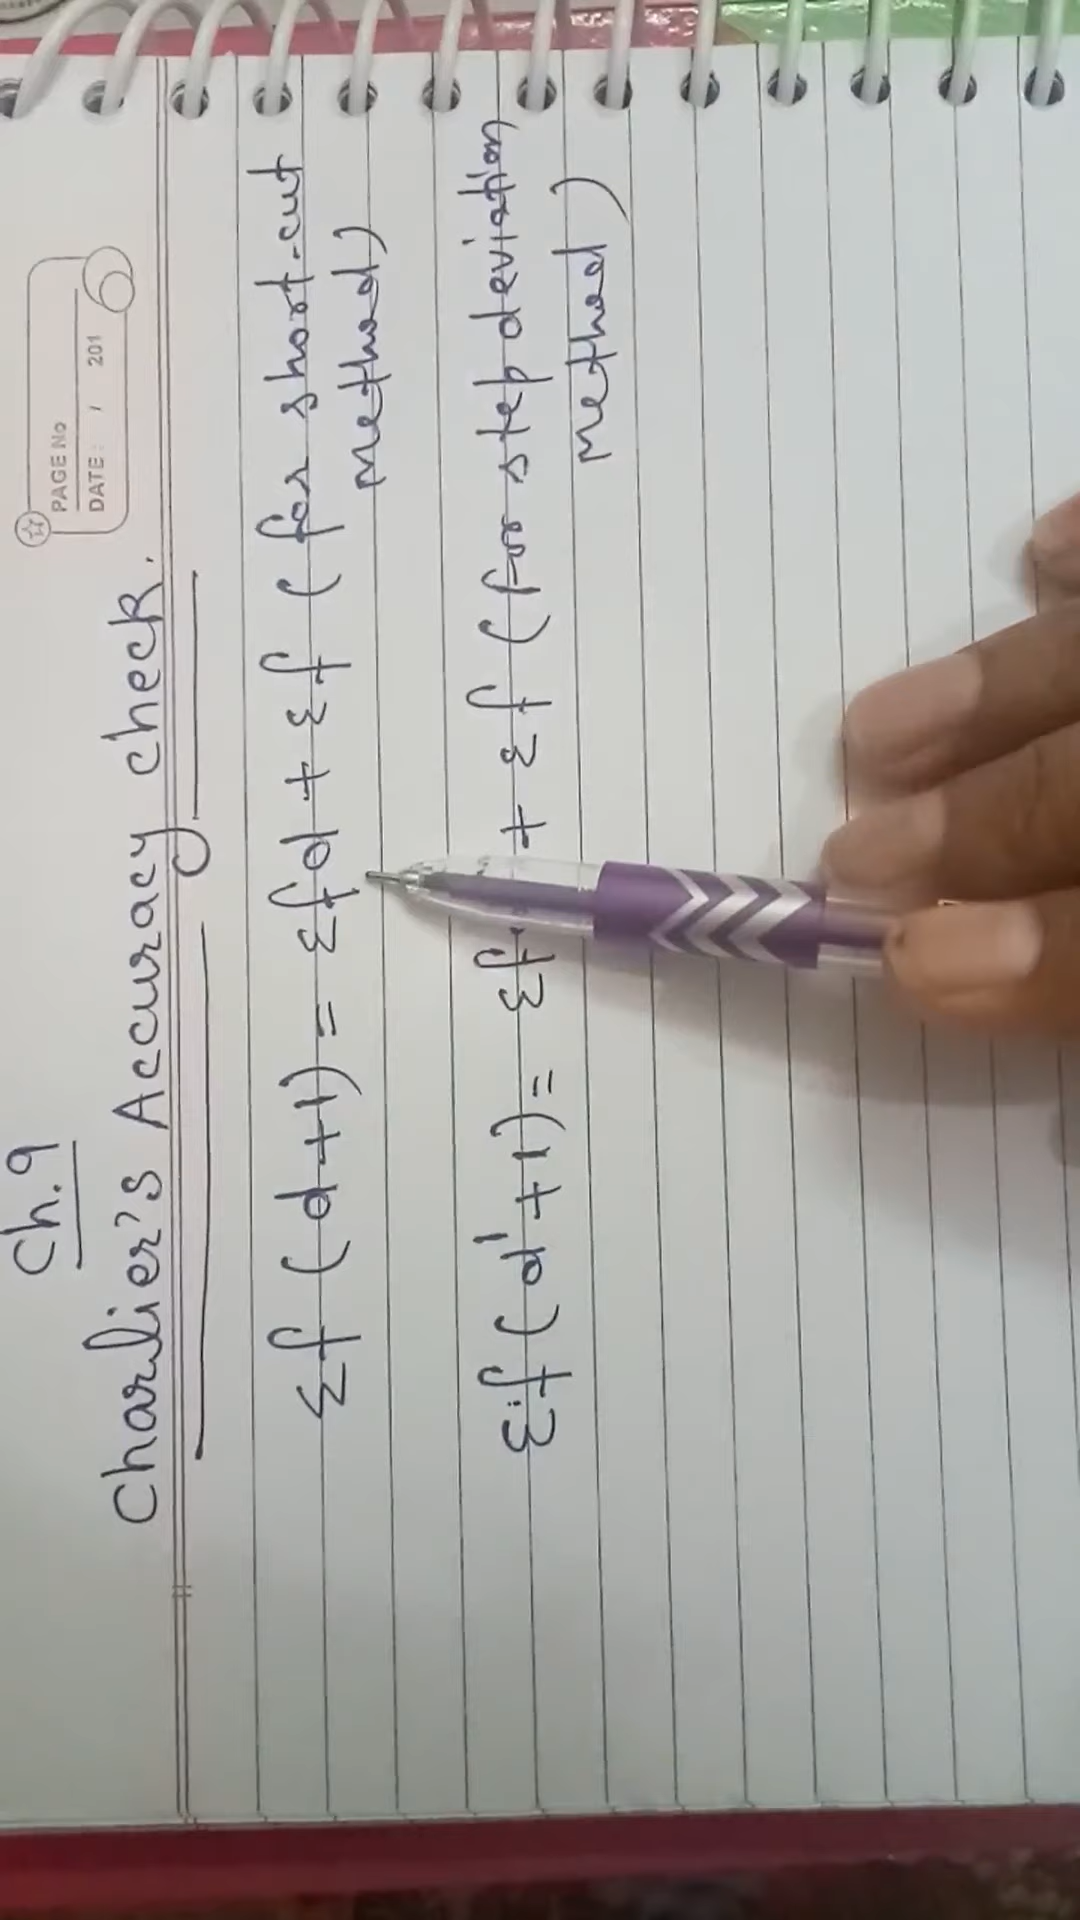 PAGE No
DATE: / 201
Ch. 9
Charlier's Accuracy check.
Σf (d+1) = Σfd + Σf (for short-cut
method)
Σf (d'+1) = Σf + Σf (for step deviation
method)